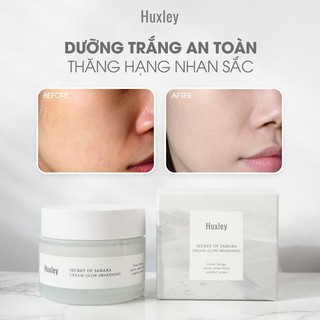 Huxley
DƯỠNG TRẮNG AN TOÀN
THĂNG HẠNG NHAN SẮC
BEFORE
AFTER
Huxley
SECRET OF SAHARA
CREAM ; GLOW AWAKENING
Huxley
SECRET OF SAHARA
CREAM ; GLOW AWAKENING